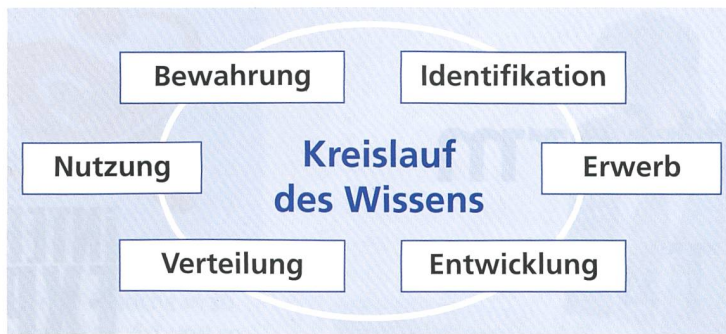 Bewahrung
Identifikation
Nutzung
Kreislauf
des Wissens
Erwerb
Verteilung
Entwicklung